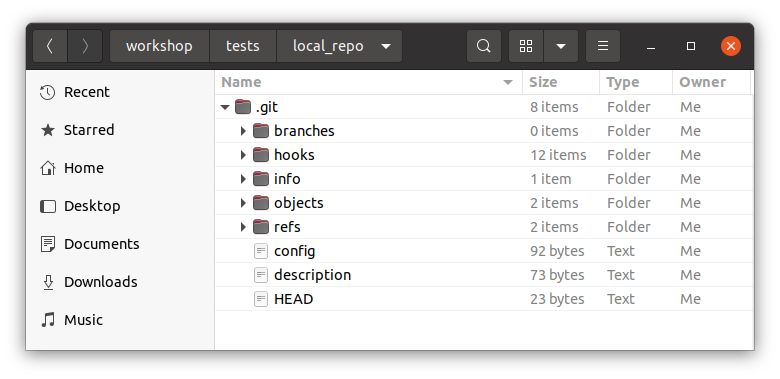 workshop tests local_repo
Name Size Type Owner
Recent
Starred
Home
Desktop
Documents
Downloads
Music
.git 8 items Folder Me
branches 0 items Folder Me
hooks 12 items Folder Me
info 1 item Folder Me
objects 2 items Folder Me
refs 2 items Folder Me
config 92 bytes Text Me
description 73 bytes Text Me
HEAD 23 bytes Text Me